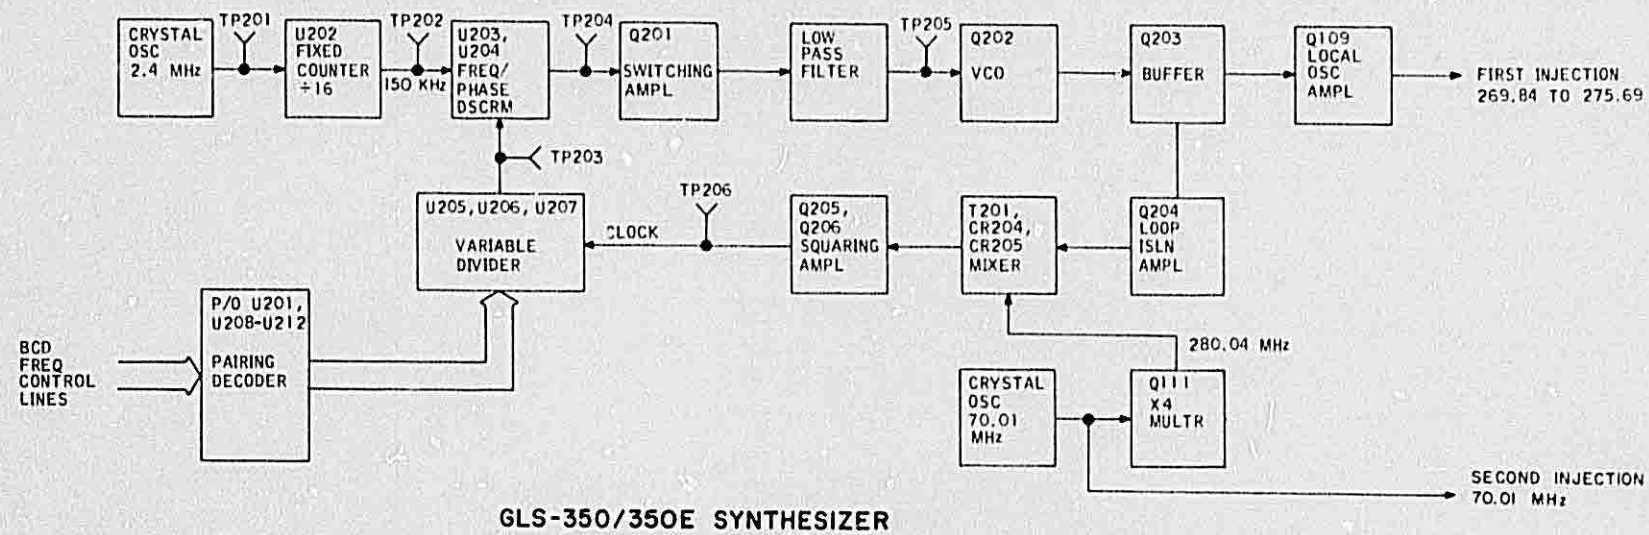 TP201
TP202
TP204
TP205
CRYSTAL
OSC
2.4 MHz
U202
FIXED
COUNTER
÷16
150 KHz
U203,
U204
FREQ/
PHASE
DSCRM
Q201
SWITCHING
AMPL
LOW
PASS
FILTER
Q202
VCO
Q203
BUFFER
Q109
LOCAL
OSC
AMPL
FIRST INJECTION
269.84 TO 275.69
TP203
TP206
U205, U206, U207
VARIABLE
DIVIDER
CLOCK
Q205,
Q206
SQUARING
AMPL
T201,
CR204,
CR205
MIXER
Q204
LOOP
ISLN
AMPL
P/O U201,
U208-U212
PAIRING
DECODER
BCD
FREQ
CONTROL
LINES
280.04 MHz
CRYSTAL
OSC
70.01
MHz
Q111
X4
MULTR
SECOND INJECTION
70.01 MHz
GLS-350/350E SYNTHESIZER